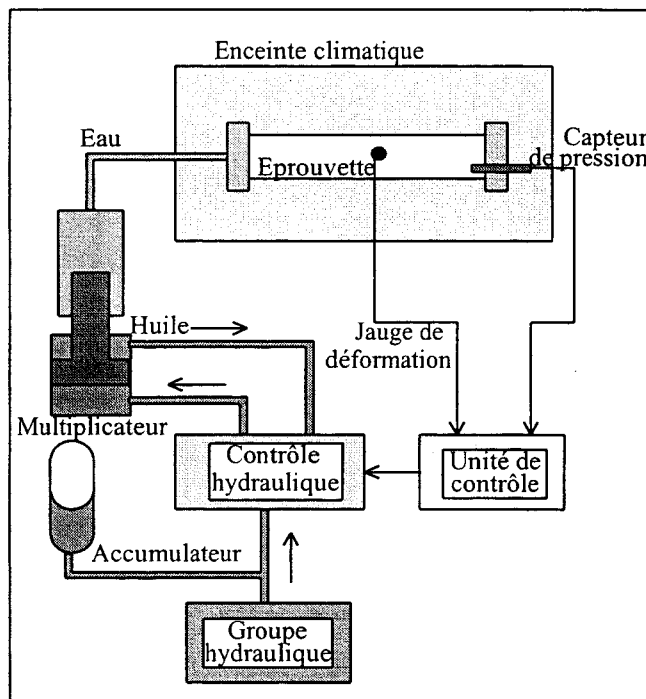 Enceinte climatique
Eau
Eprouvette
Capteur
de pression
Huile
Jauge de
déformation
Multiplicateur
Contrôle
hydraulique
Unité de
contrôle
Accumulateur
Groupe
hydraulique